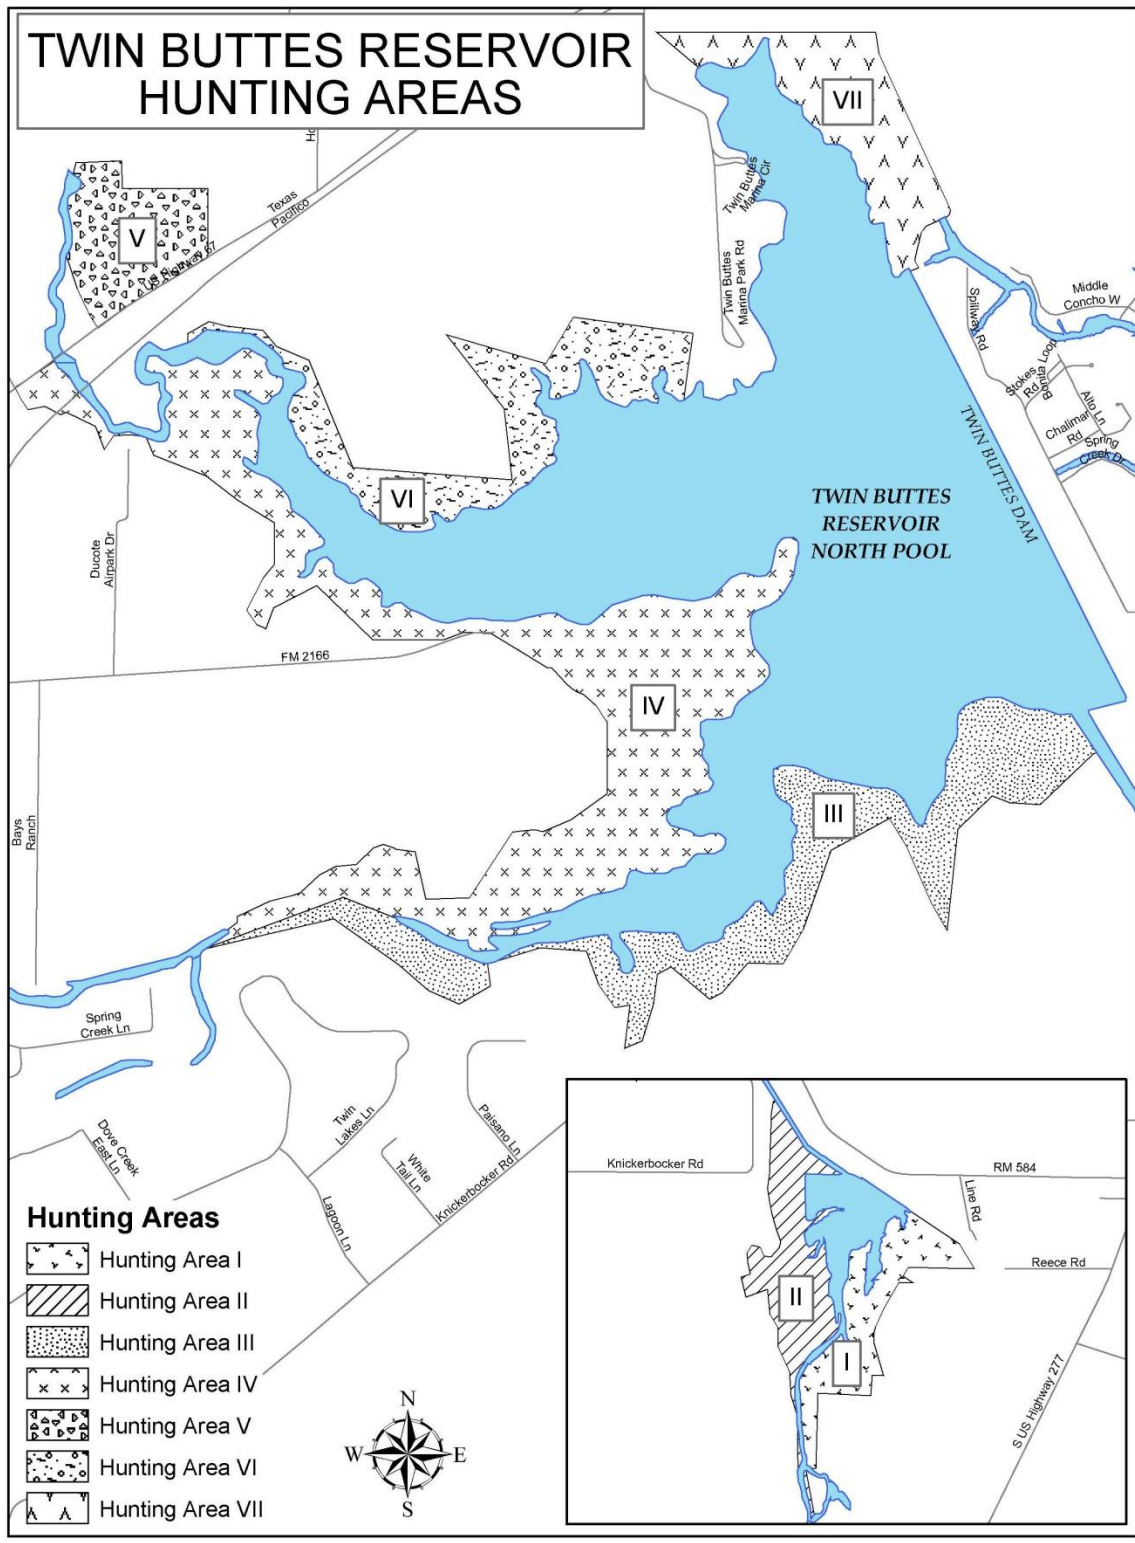 TWIN BUTTES RESERVOIR
HUNTING AREAS
VII
Texas
Pacifico
US Highway 67
V
Twin Buttes
Marina Cir
Twin Buttes
Marina Park Rd
Middle
Concho W
Spillway Rd
Stokes
Rd
Bonita Loop
Alto Ln
Chalimar
Rd
Spring
Creek Dr
TWIN BUTTES DAM
TWIN BUTTES
RESERVOIR
NORTH POOL
VI
Ducote
Airpark Dr
FM 2166
IV
III
Bays
Ranch
Spring
Creek Ln
Dove Creek
East Ln
Twin
Lakes Ln
White
Tail Ln
Paisano Ln
Knickerbocker Rd
Lagoon Ln
Hunting Areas
Hunting Area I
Hunting Area II
Hunting Area III
Hunting Area IV
Hunting Area V
Hunting Area VI
Hunting Area VII
N
W
E
S
Knickerbocker Rd
RM 584
Line Rd
Reece Rd
II
I
S US Highway 277